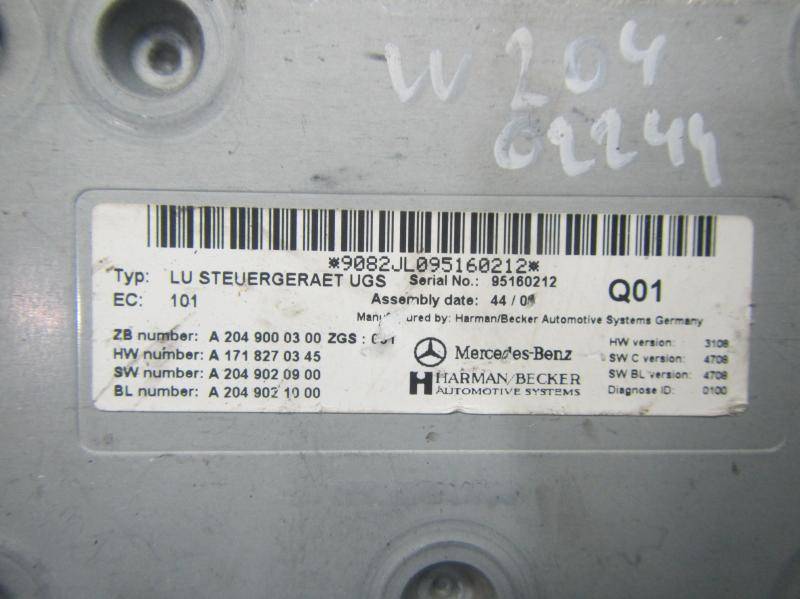 W 204
02244
*9082JL095160212*
Typ: LU STEUERGERAET UGS Serial No.: 95160212
EC: 101 Assembly date: 44 / Q01
Manufactured by: Harman/Becker Automotive Systems Germany
ZB number: A 204 900 03 00 ZGS : 001
HW number: A 171 827 03 45
SW number: A 204 902 09 00
BL number: A 204 902 10 00
Mercedes-Benz
HARMAN/BECKER
AUTOMOTIVE SYSTEMS
HW version: 3108
SW C version: 4708
SW BL version: 4708
Diagnose ID: 0100